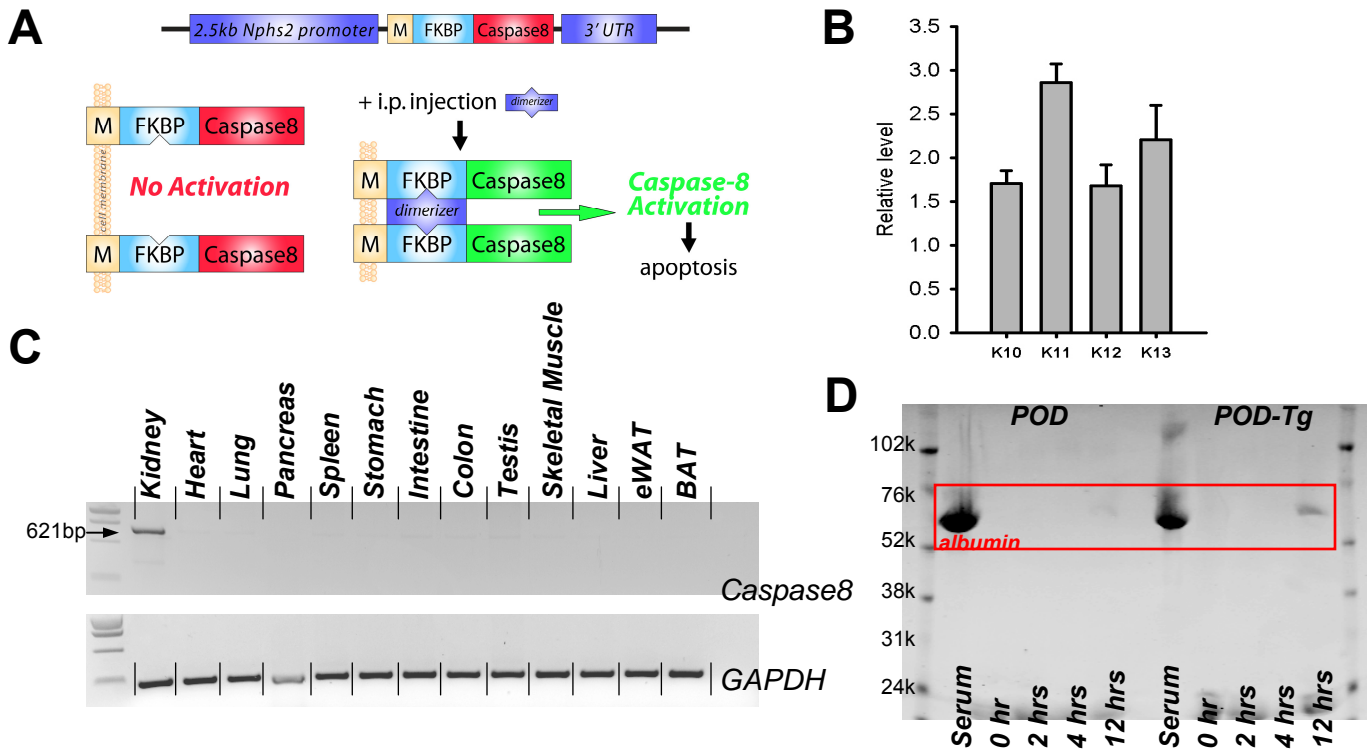 A
2.5kb Nphs2 promoter
M
FKBP
Caspase8
3' UTR
M
FKBP
Caspase8
cell membrane
No Activation
M
FKBP
Caspase8
+ i.p. injection
dimerizer
M
FKBP
Caspase8
dimerizer
M
FKBP
Caspase8
Caspase-8
Activation
apoptosis
B
Relative level
3.5
3.0
2.5
2.0
1.5
1.0
0.5
0.0
K10
K11
K12
K13
C
Kidney
Heart
Lung
Pancreas
Spleen
Stomach
Intestine
Colon
Testis
Skeletal Muscle
Liver
eWAT
BAT
621bp
Caspase8
GAPDH
D
POD
POD-Tg
102k
76k
52k
38k
31k
24k
albumin
Serum
0 hr
2 hrs
4 hrs
12 hrs
Serum
0 hr
2 hrs
4 hrs
12 hrs